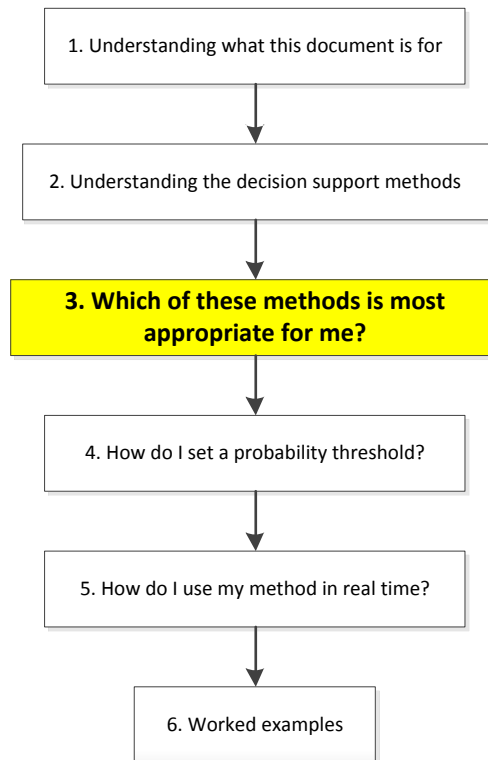 1. Understanding what this document is for
2. Understanding the decision support methods
3. Which of these methods is most
appropriate for me?
4. How do I set a probability threshold?
5. How do I use my method in real time?
6. Worked examples